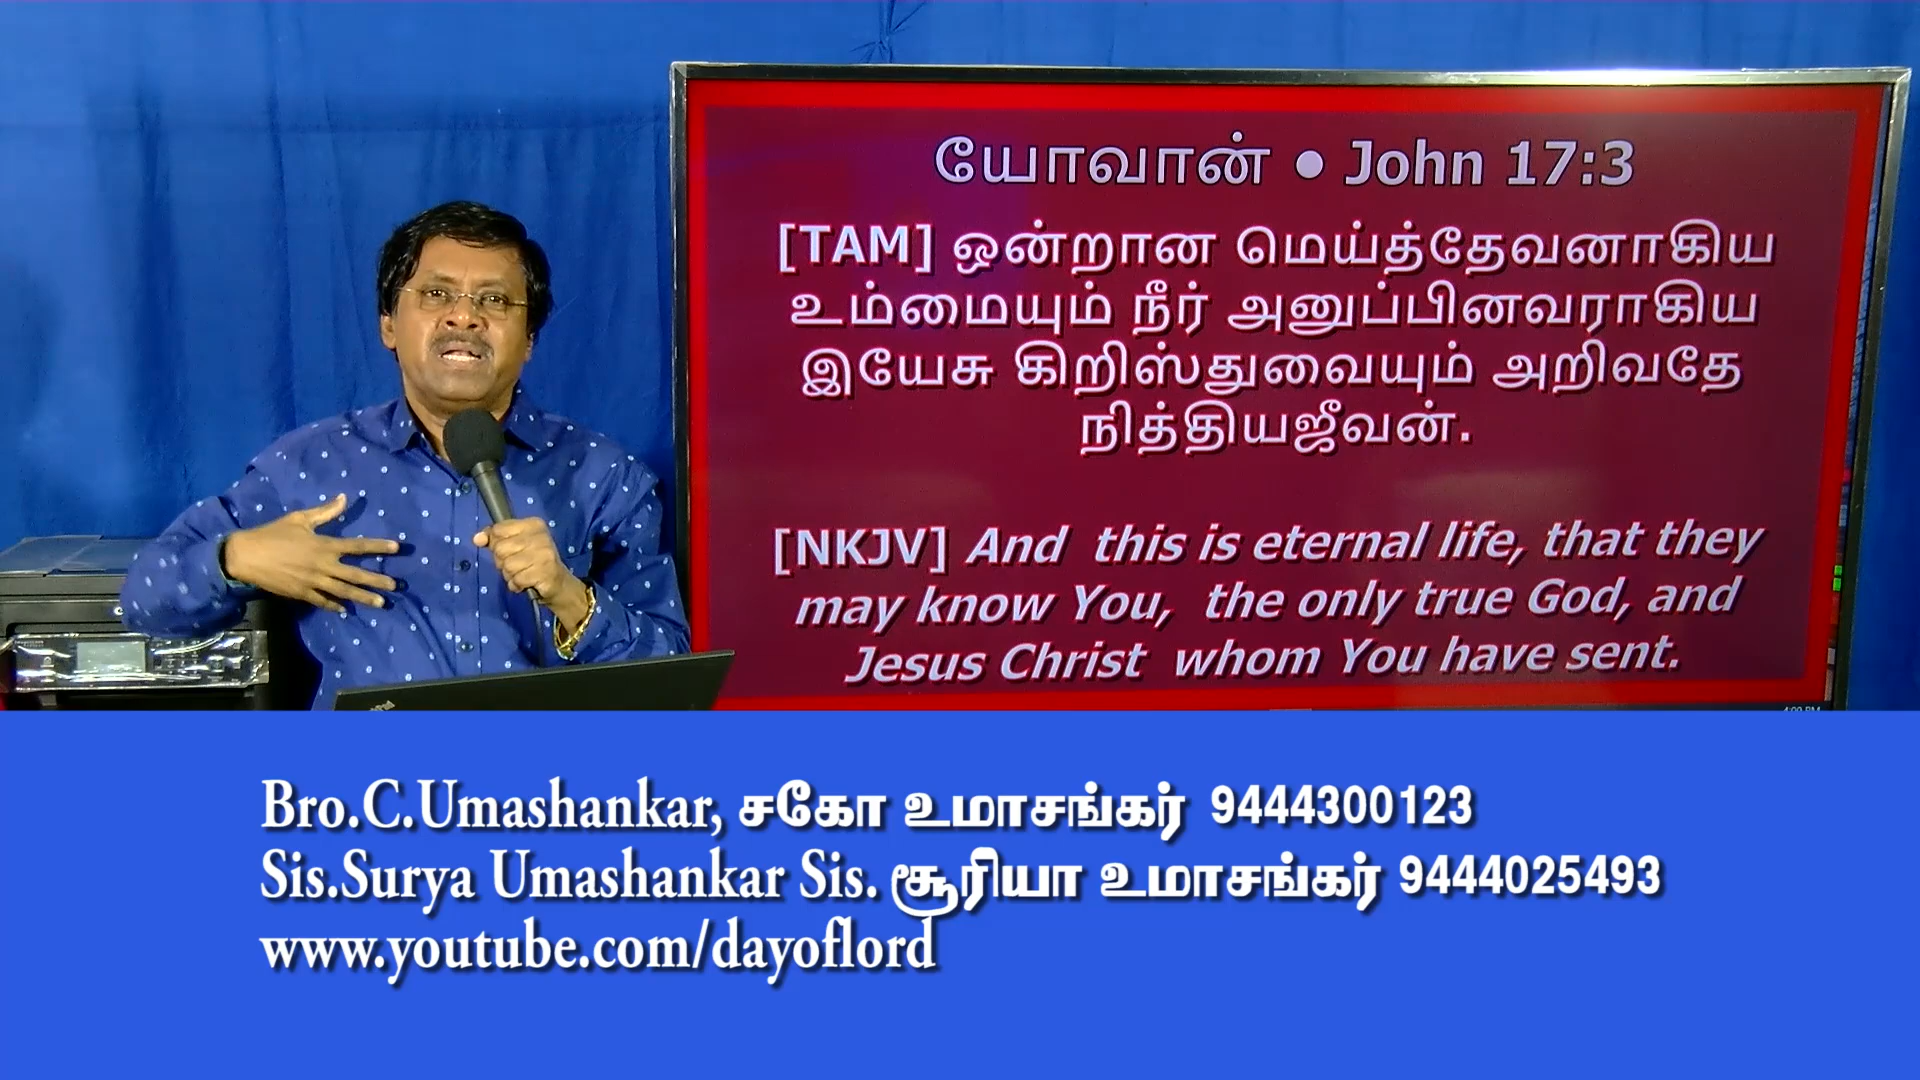 யோவான் • John 17:3
[TAM] ஒன்றான மெய்த்தேவனாகிய
உம்மையும் நீர் அனுப்பினவராகிய
இயேசு கிறிஸ்துவையும் அறிவதே
நித்தியஜீவன்.
[NKJV] And this is eternal life, that they
may know You, the only true God, and
Jesus Christ whom You have sent.
Bro.C.Umashankar, சகோ உமாசங்கர் 9444300123
Sis.Surya Umashankar Sis. சூரியா உமாசங்கர் 9444025493
www.youtube.com/dayoflord